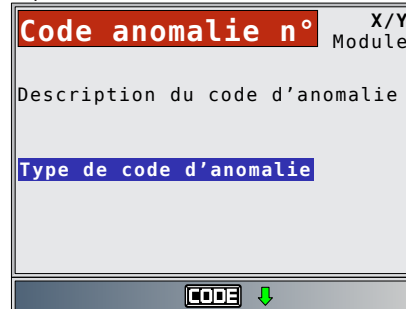 Code anomalie n° X/Y
Module
Description du code d'anomalie
Type de code d'anomalie
CODE